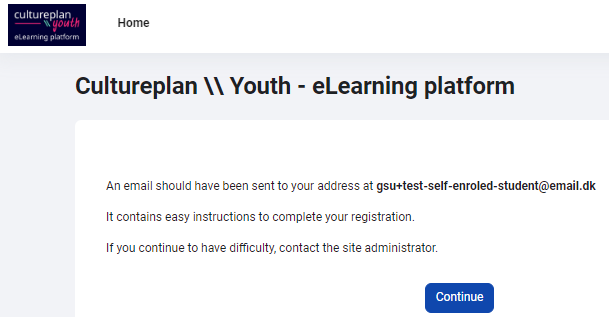 cultureplan
\\ youth
eLearning platform
Home
Cultureplan \\ Youth - eLearning platform
An email should have been sent to your address at gsu+test-self-enroled-student@email.dk
It contains easy instructions to complete your registration.
If you continue to have difficulty, contact the site administrator.
Continue